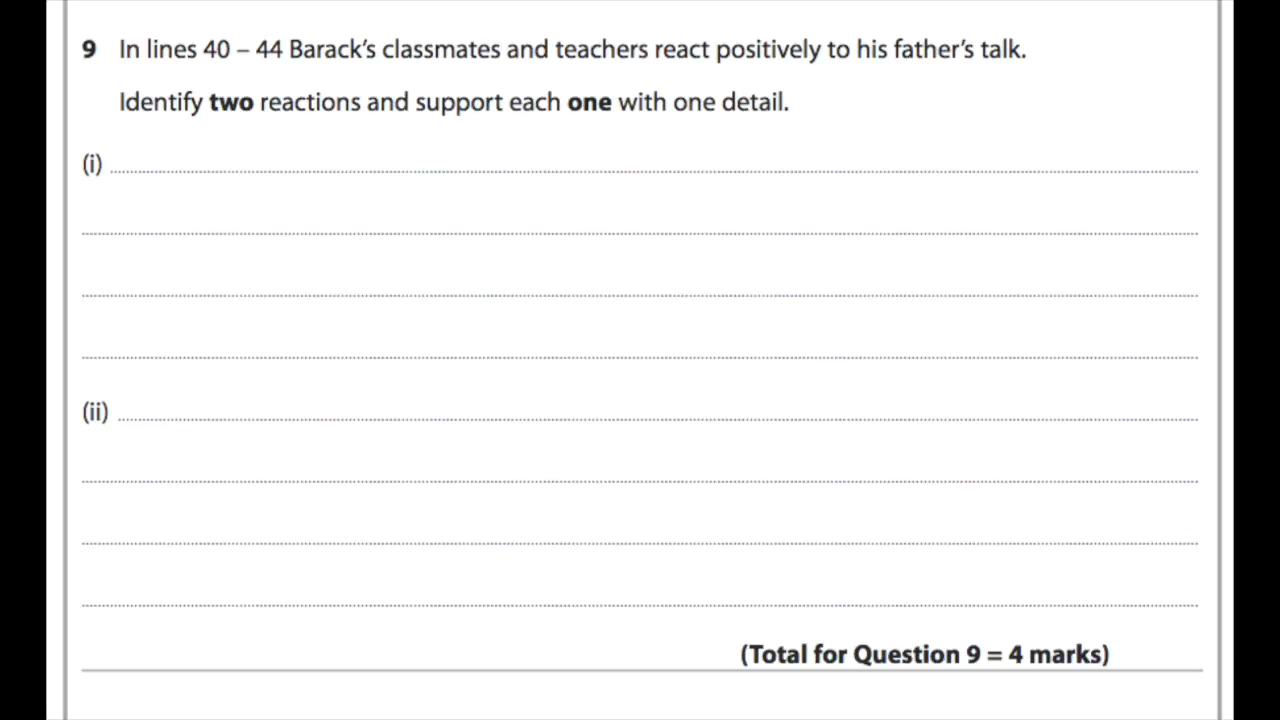 9 In lines 40 – 44 Barack’s classmates and teachers react positively to his father’s talk.
Identify two reactions and support each one with one detail.
(i)
(ii)
(Total for Question 9 = 4 marks)